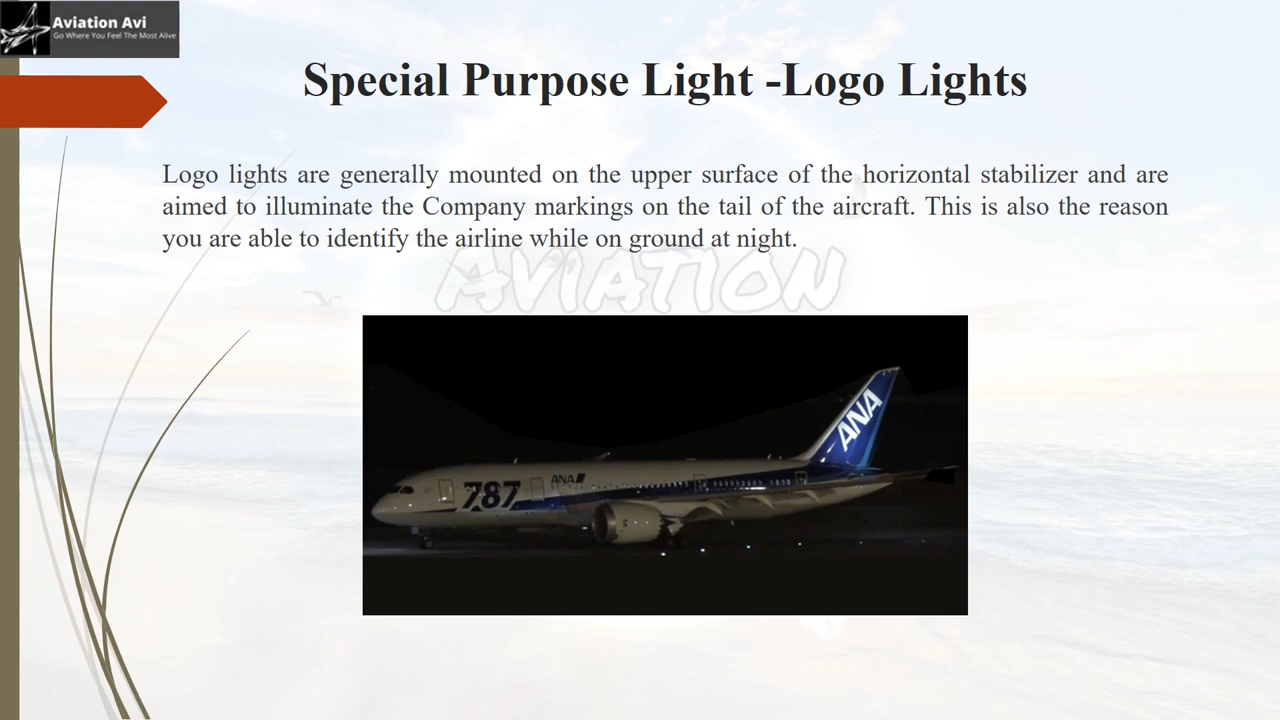 Aviation Avi
Go Where You Feel The Most Alive
Special Purpose Light -Logo Lights
Logo lights are generally mounted on the upper surface of the horizontal stabilizer and are
aimed to illuminate the Company markings on the tail of the aircraft. This is also the reason
you are able to identify the airline while on ground at night.
AVIATION
ANA
787
ANA